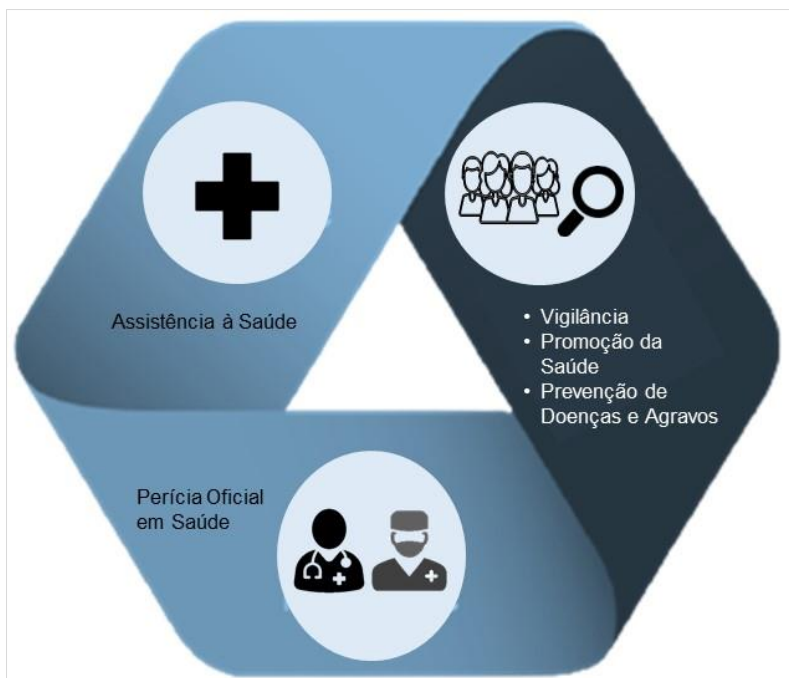 Assistência à Saúde
• Vigilância
• Promoção da
Saúde
• Prevenção de
Doenças e Agravos
Perícia Oficial
em Saúde